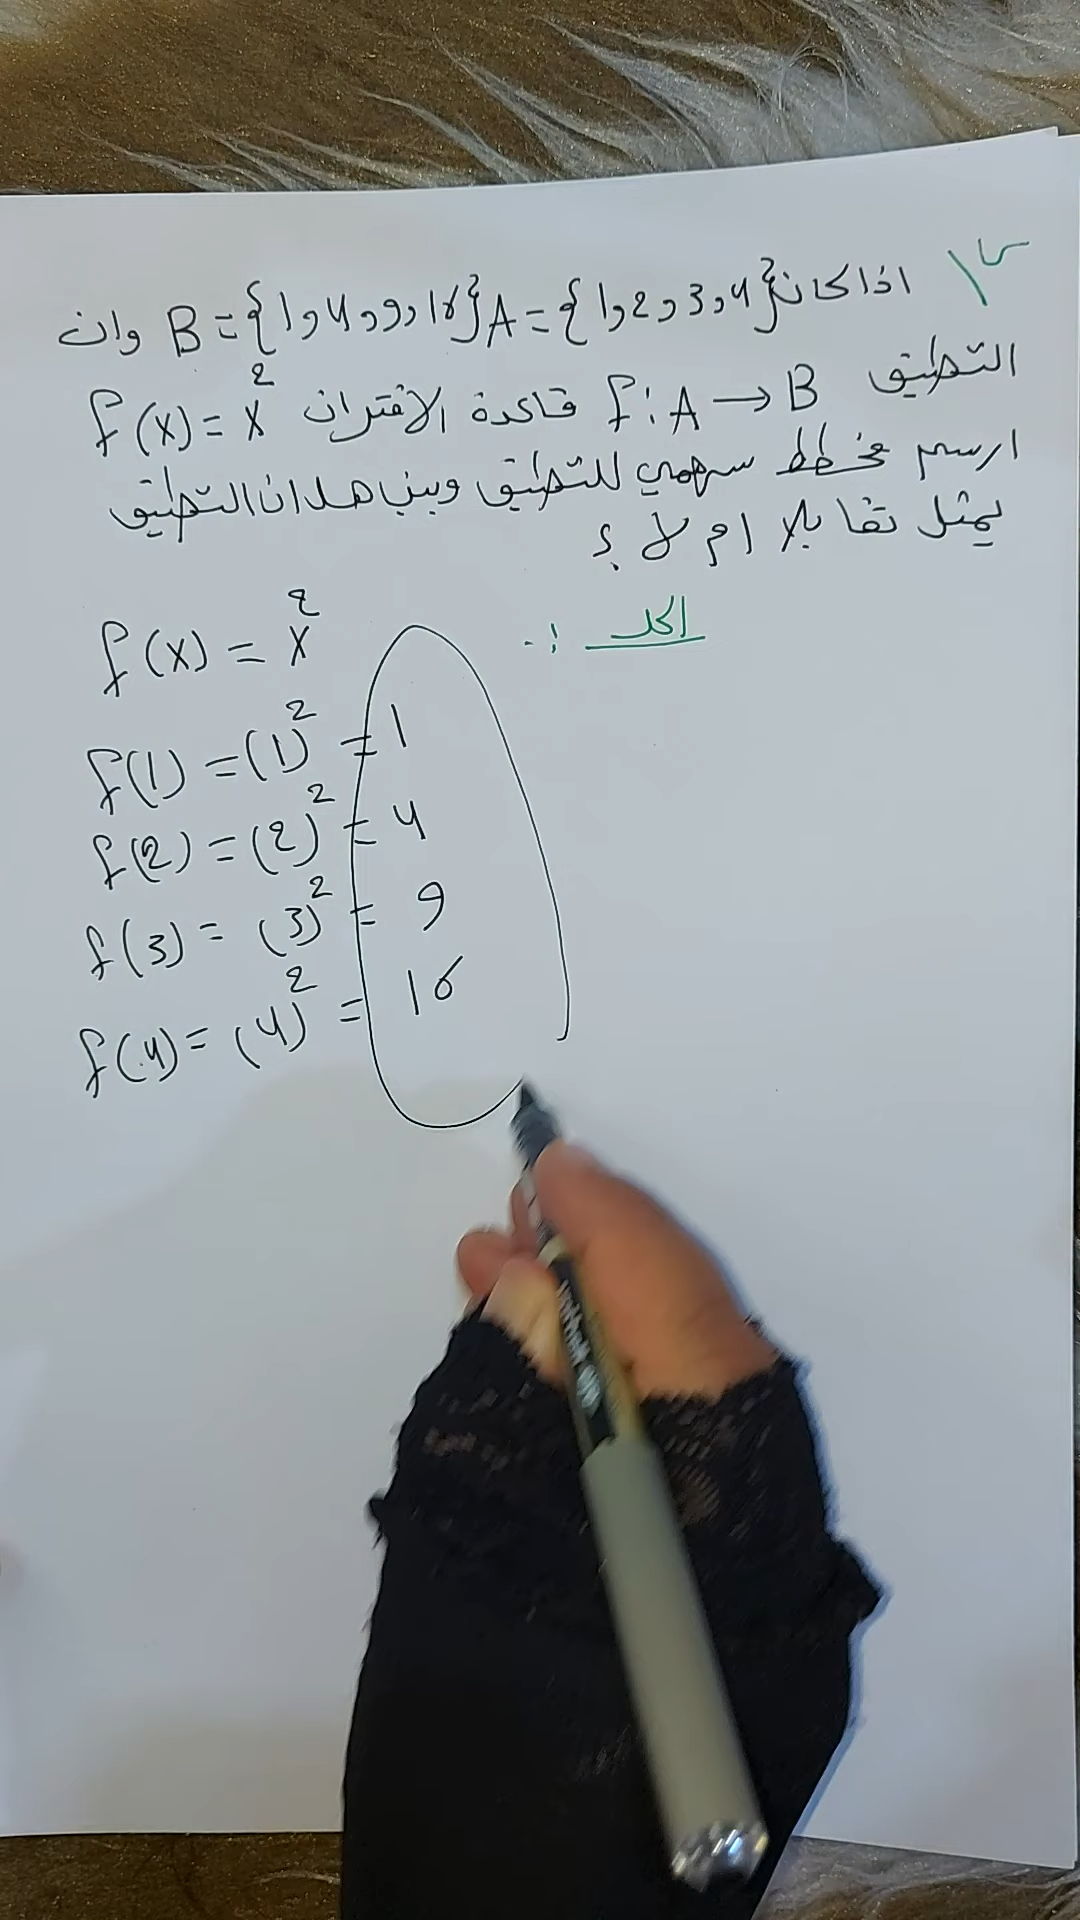 س١ اذا كان A={1,2,3,4} B={1,4,9,16} وان
التطبيق f:A→B قاعدة الاقتران f(x)=x²
ارسم مخطط سهمي للتطبيق وبين هل ان التطبيق
يمثل تقابلا ام لا ؟
الحل :-
f(x) = x²
f(1) = (1)² = 1
f(2) = (2)² = 4
f(3) = (3)² = 9
f(4) = (4)² = 16